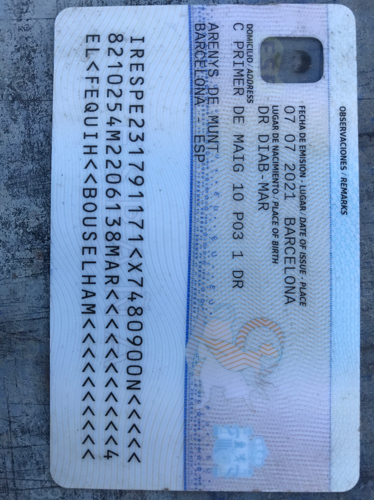 OBSERVACIONES / REMARKS
FECHA DE EMISIÓN - LUGAR / DATE OF ISSUE - PLACE
07 07 2021 BARCELONA
LUGAR DE NACIMIENTO / PLACE OF BIRTH
DR DIAB-MAR
DOMICILIO / ADDRESS
C PRIMER DE MAIG 10 P03 1 DR
ARENYS DE MUNT
BARCELONA ESP
IRESPE231791171<X7480900N<<<<<
8210254M2206138MAR<<<<<<<<<<<4
EL<FEQUIH<<BOUSELHAM<<<<<<<<<<